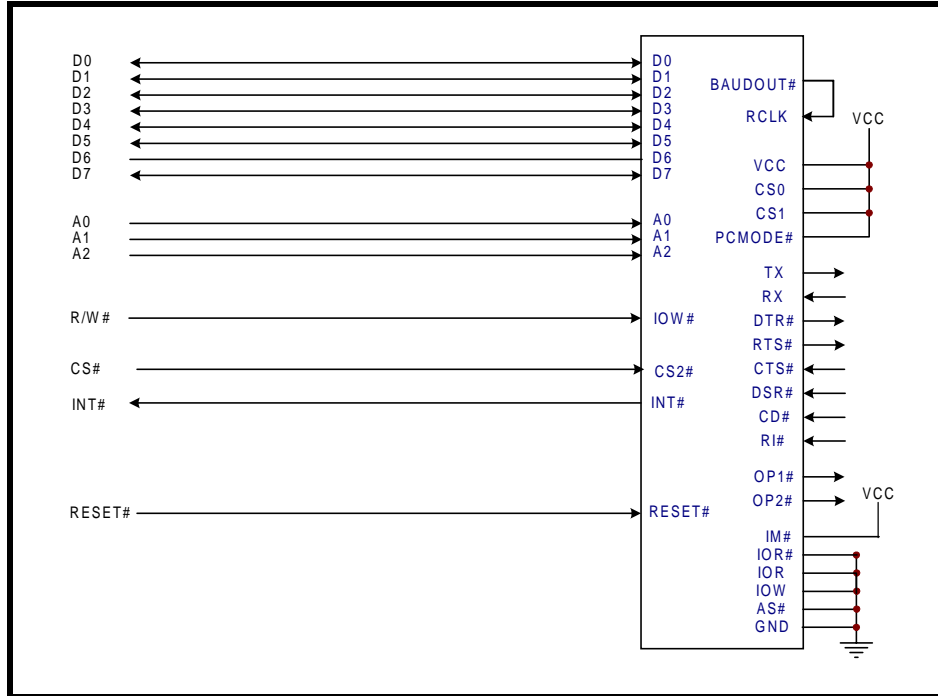 D0 D0
D1 D1
D2 D2
D3 D3
D4 D4
D5 D5
D6 D6
D7 D7
A0 A0
A1 A1
A2 A2
R/W# IOW#
CS# CS2#
INT# INT#
RESET# RESET#
BAUDOUT#
RCLK
VCC
VCC
CS0
CS1
PCMODE#
TX
RX
DTR#
RTS#
CTS#
DSR#
CD#
RI#
OP1#
OP2#
VCC
IM#
IOR#
IOR
IOW
AS#
GND